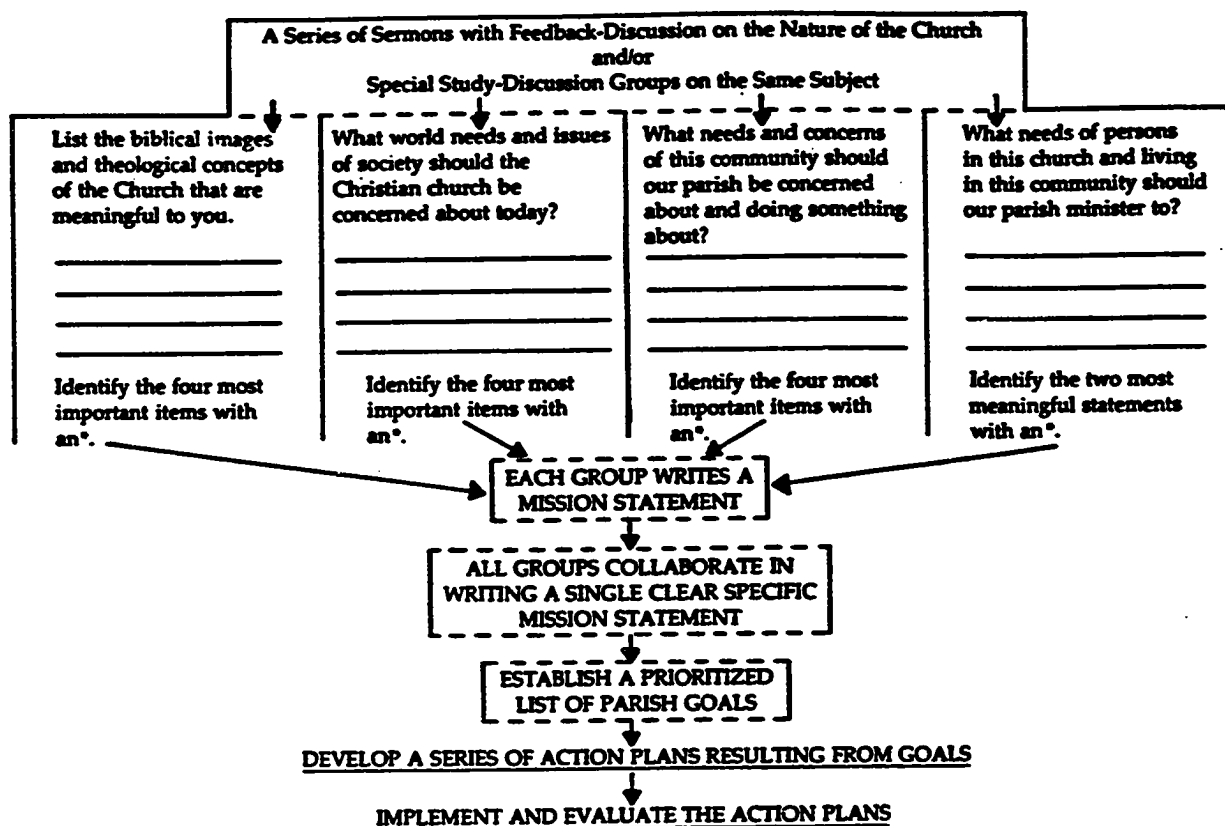 A Series of Sermons with Feedback-Discussion on the Nature of the Church
and/or
Special Study-Discussion Groups on the Same Subject
List the biblical images
and theological concepts
of the Church that are
meaningful to you.
Identify the four most
important items with
an*.
What world needs and issues
of society should the
Christian church be
concerned about today?
Identify the four most
important items with
an*.
What needs and concerns
of this community should
our parish be concerned
about and doing something
about?
Identify the four most
important items with
an*.
What needs of persons
in this church and living
in this community should
our parish minister to?
Identify the two most
meaningful statements
with an*.
EACH GROUP WRITES A
MISSION STATEMENT
ALL GROUPS COLLABORATE IN
WRITING A SINGLE CLEAR SPECIFIC
MISSION STATEMENT
ESTABLISH A PRIORITIZED
LIST OF PARISH GOALS
DEVELOP A SERIES OF ACTION PLANS RESULTING FROM GOALS
IMPLEMENT AND EVALUATE THE ACTION PLANS